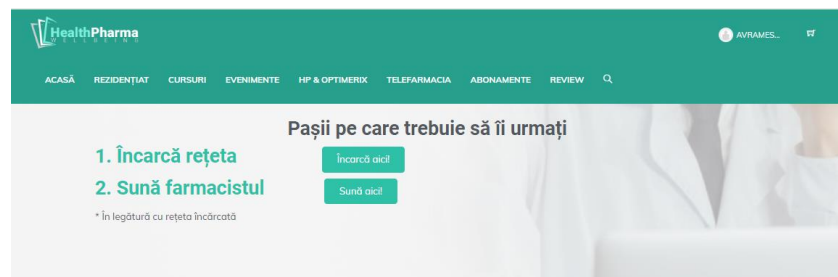 HealthPharma
WELLBEING
AVRAMES...
ACASĂ REZIDENȚIAT CURSURI EVENIMENTE HP & OPTIMERIX TELEFARMACIA ABONAMENTE REVIEW
Pașii pe care trebuie să îi urmați
1. Încarcă rețeta
Încarcă aici!
2. Sună farmacistul
Sună aici!
* În legătură cu rețeta încărcată